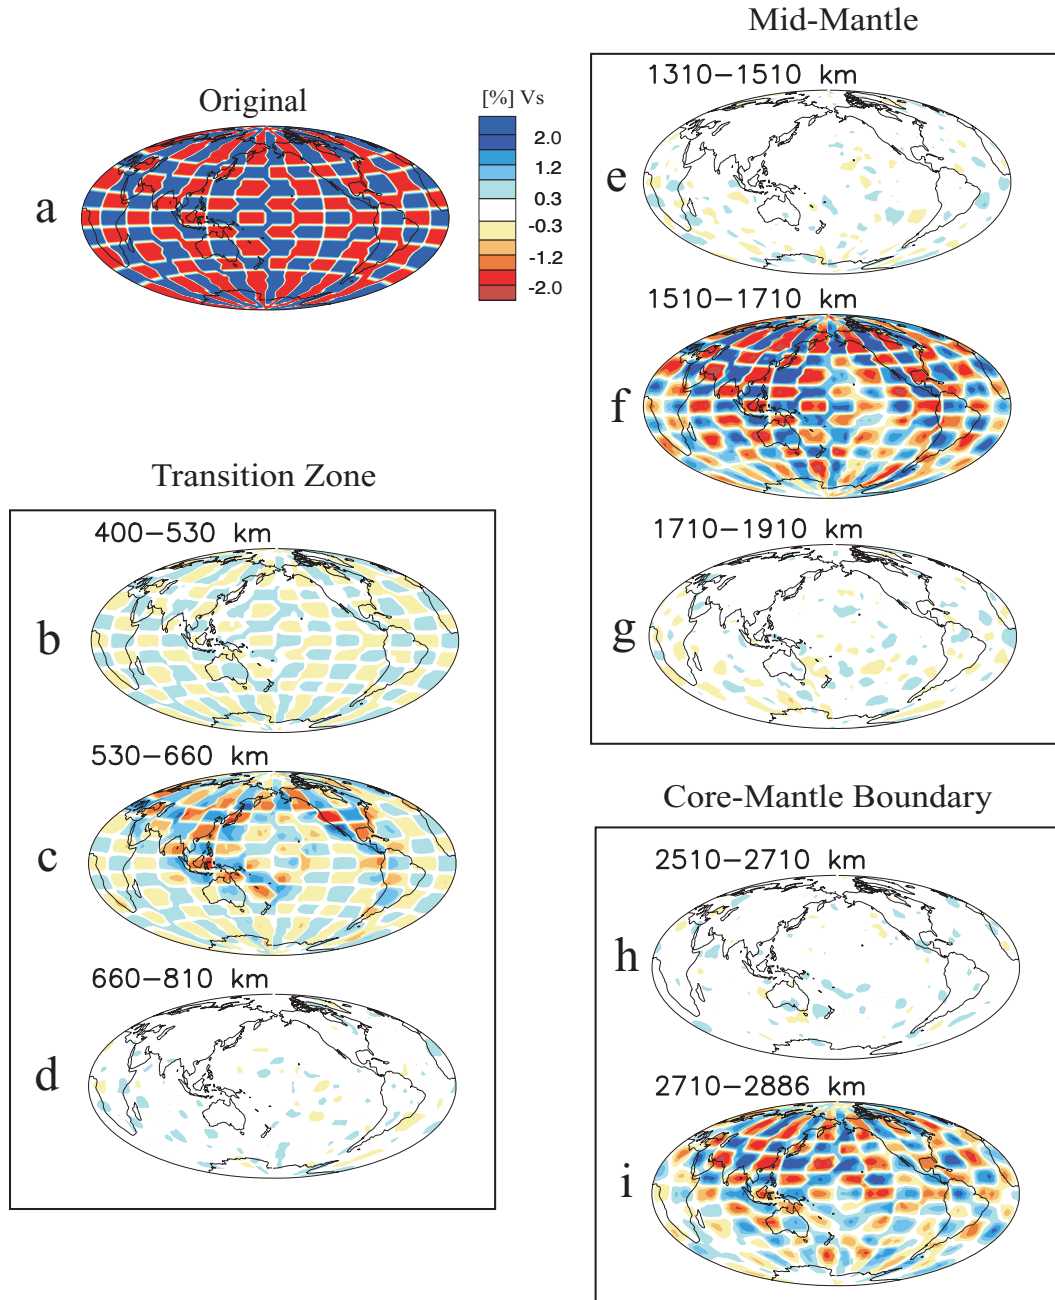 Original
a
[%] Vs
2.0
1.2
0.3
-0.3
-1.2
-2.0
Transition Zone
400−530 km
b
530−660 km
c
660−810 km
d
Mid-Mantle
1310−1510 km
e
1510−1710 km
f
1710−1910 km
g
Core-Mantle Boundary
2510−2710 km
h
2710−2886 km
i